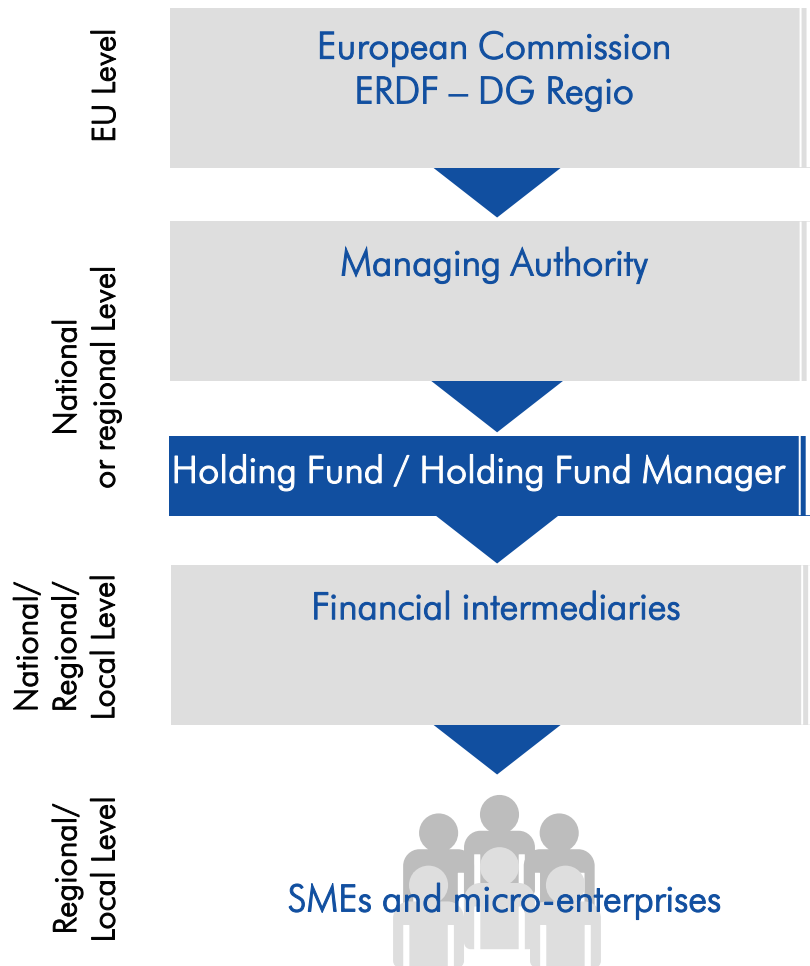 EU Level
European Commission
ERDF – DG Regio
National
or regional Level
Managing Authority
Holding Fund / Holding Fund Manager
National/
Regional/
Local Level
Financial intermediaries
Regional/
Local Level
SMEs and micro-enterprises